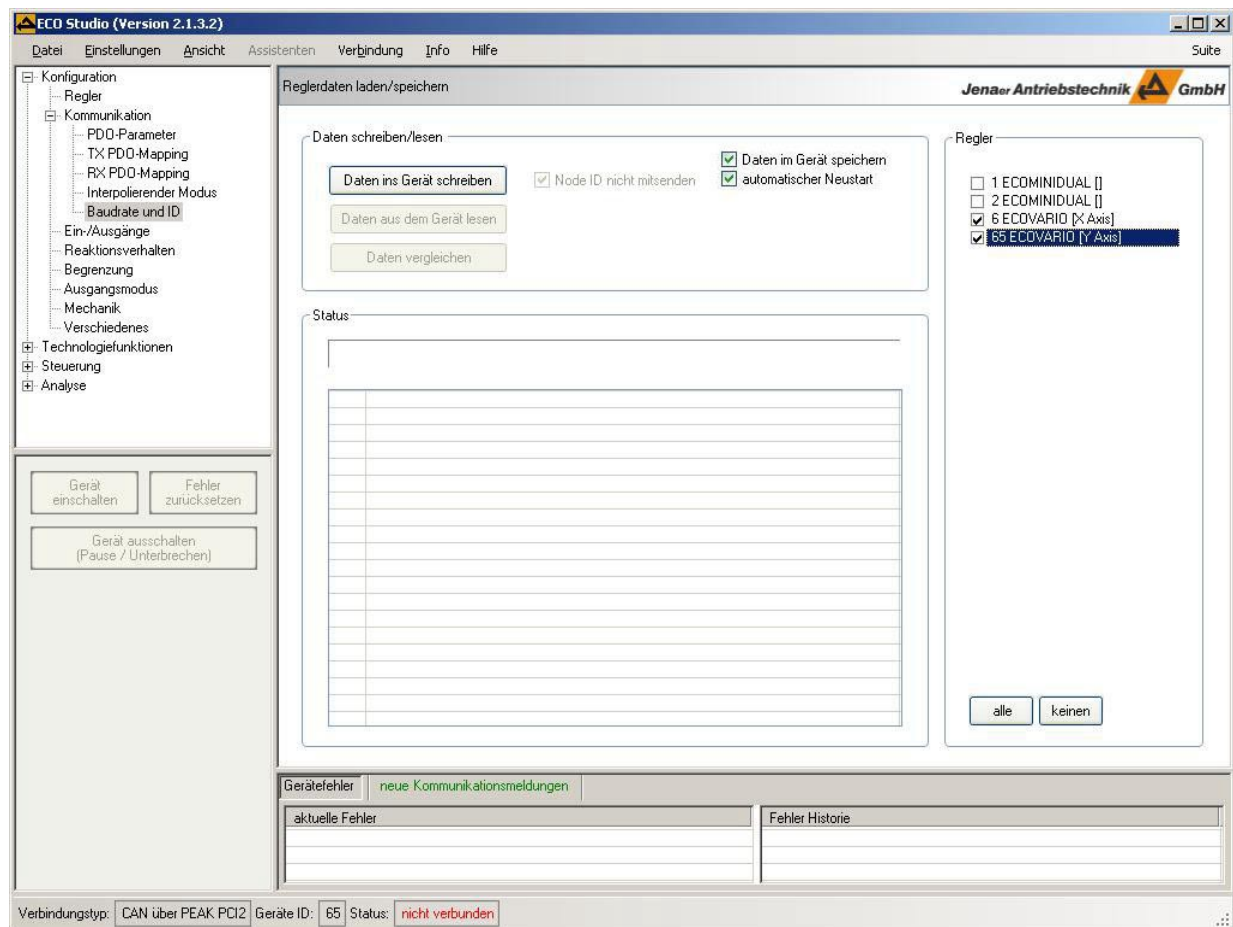 ECO Studio (Version 2.1.3.2)
Datei Einstellungen Ansicht Assistenten Verbindung Info Hilfe Suite
Konfiguration
Regler
Kommunikation
PDO-Parameter
TX PDO-Mapping
RX PDO-Mapping
Interpolierender Modus
Baudrate und ID
Ein-/Ausgänge
Reaktionsverhalten
Begrenzung
Ausgangsmodus
Mechanik
Verschiedenes
Technologiefunktionen
Steuerung
Analyse
Gerät einschalten
Fehler zurücksetzen
Gerät ausschalten
(Pause / Unterbrechen)
Reglerdaten laden/speichern
Jenaer Antriebstechnik GmbH
Daten schreiben/lesen
Daten ins Gerät schreiben
Node ID nicht mitsenden
Daten im Gerät speichern
automatischer Neustart
Daten aus dem Gerät lesen
Daten vergleichen
Status
Regler
1 ECOMINIDUAL []
2 ECOMINIDUAL []
6 ECOVARIO [X Axis]
65 ECOVARIO [Y Axis]
alle keinen
Gerätefehler neue Kommunikationsmeldungen
aktuelle Fehler Fehler Historie
Verbindungstyp: CAN über PEAK PCI2 Geräte ID: 65 Status: nicht verbunden